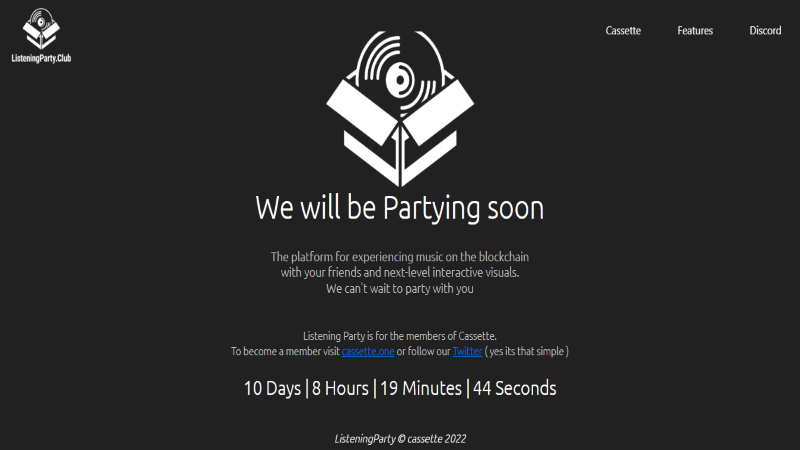 ListeningParty.Club
Cassette
Features
Discord
We will be Partying soon
The platform for experiencing music on the blockchain
with your friends and next-level interactive visuals.
We can't wait to party with you
Listening Party is for the members of Cassette.
To become a member visit cassette.one or follow our Twitter ( yes its that simple )
10 Days | 8 Hours | 19 Minutes | 44 Seconds
ListeningParty © cassette 2022